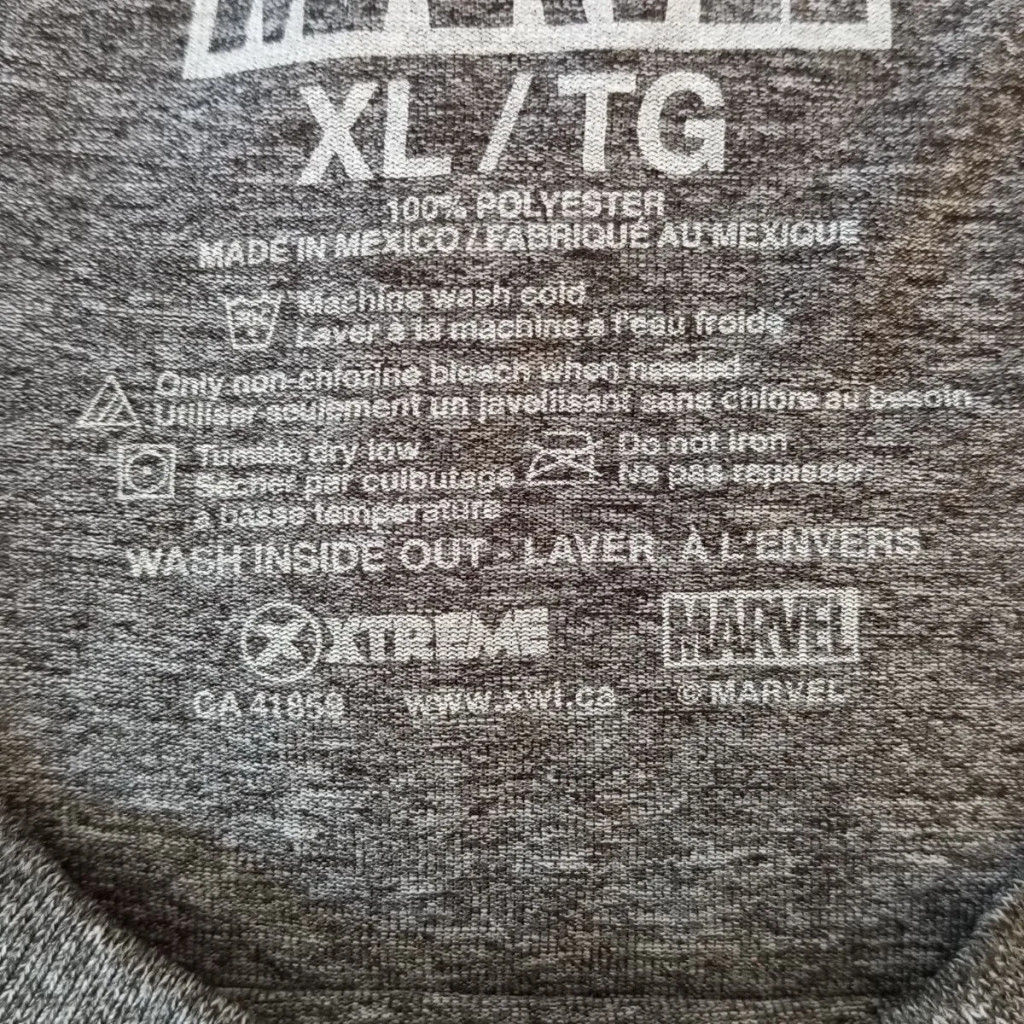 MARVEL
XL / TG
100% POLYESTER
MADE IN MEXICO / FABRIQUÉ AU MEXIQUE
30
Machine wash cold
Laver à la machine à l'eau froide
Only non-chlorine bleach when needed
Utiliser seulement un javellisant sans chlore au besoin
Tumble dry low
Sécher par culbutage
à basse température
Do not iron
Ne pas repasser
WASH INSIDE OUT - LAVER À L'ENVERS
X XTREME
MARVEL
CA 41859 www.xwi.ca © MARVEL